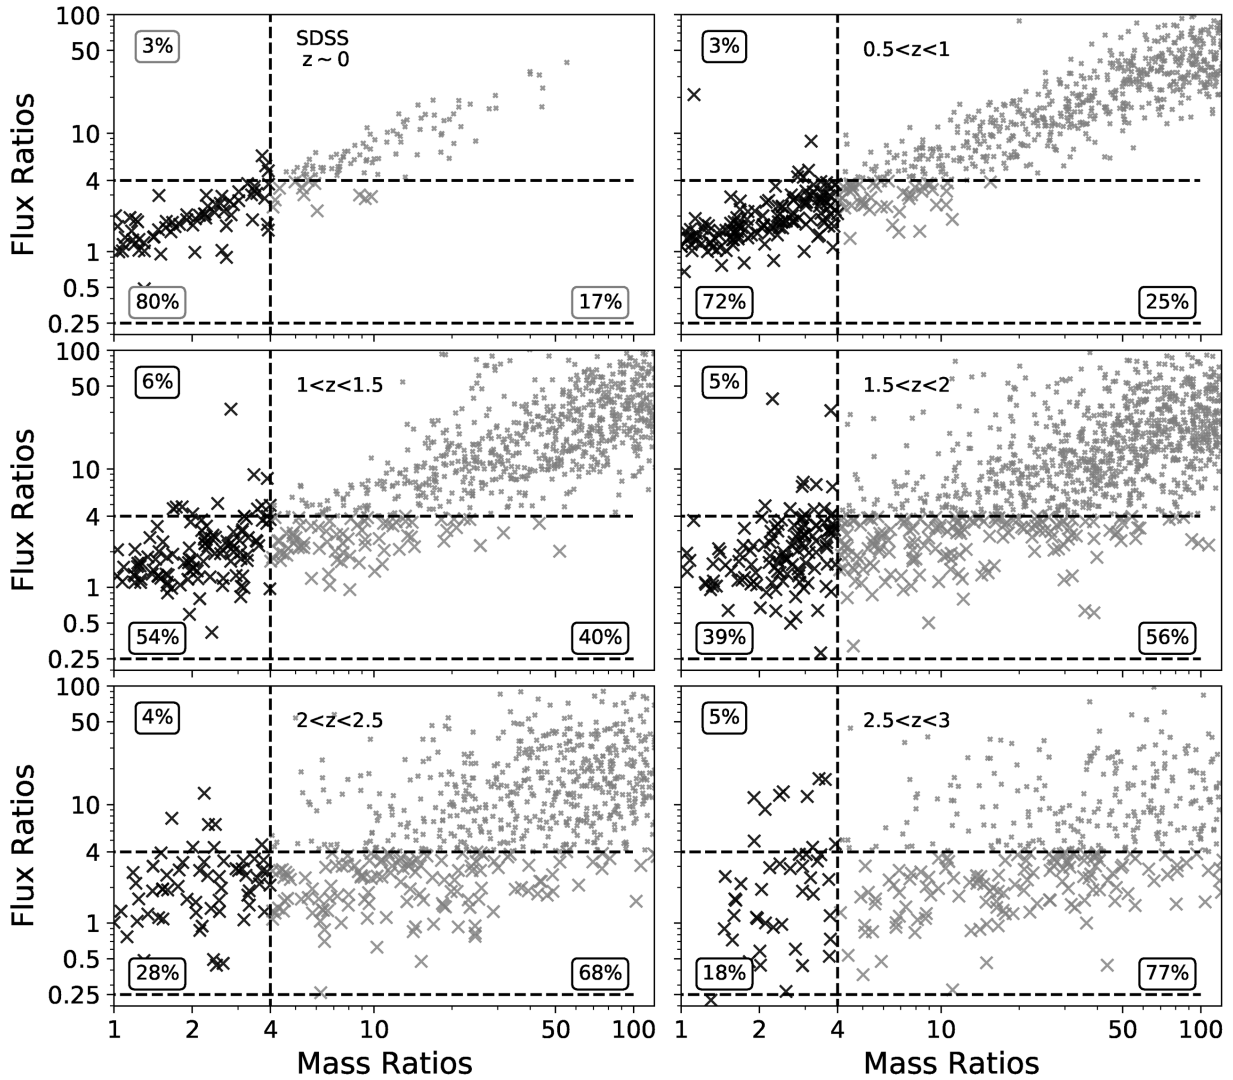 100
50
10
4
1
0.5
0.25
Flux Ratios
3%
SDSS
z ~ 0
80%
17%
3%
0.5<z<1
72%
25%
100
50
10
4
1
0.5
0.25
Flux Ratios
6%
1<z<1.5
54%
40%
5%
1.5<z<2
39%
56%
100
50
10
4
1
0.5
0.25
Flux Ratios
4%
2<z<2.5
28%
68%
5%
2.5<z<3
18%
77%
1 2 4 10 50 100
Mass Ratios
1 2 4 10 50 100
Mass Ratios